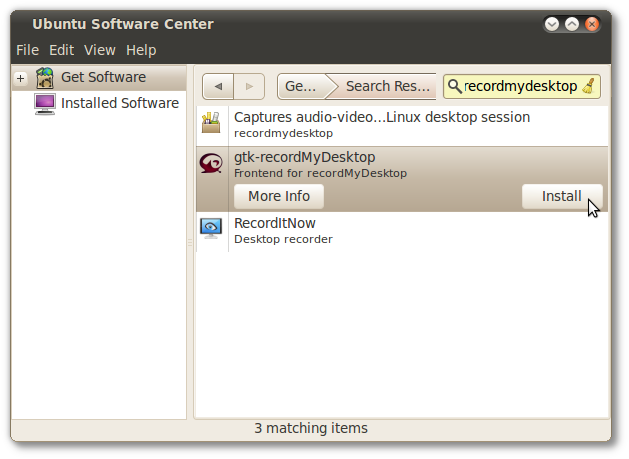 Ubuntu Software Center
File Edit View Help
Get Software
Installed Software
Ge... Search Res... recordmydesktop
Captures audio-video...Linux desktop session
recordmydesktop
gtk-recordMyDesktop
Frontend for recordMyDesktop
More Info Install
RecordItNow
Desktop recorder
3 matching items